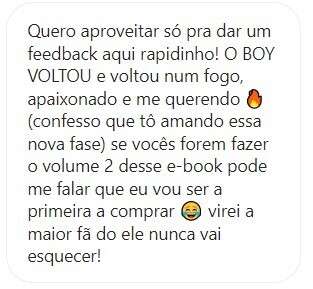 Quero aproveitar só pra dar um
feedback aqui rapidinho! O BOY
VOLTOU e voltou num fogo,
apaixonado e me querendo 🔥
(confesso que tô amando essa
nova fase) se vocês forem fazer
o volume 2 desse e-book pode
me falar que eu vou ser a
primeira a comprar 😂 virei a
maior fã do ele nunca vai
esquecer!